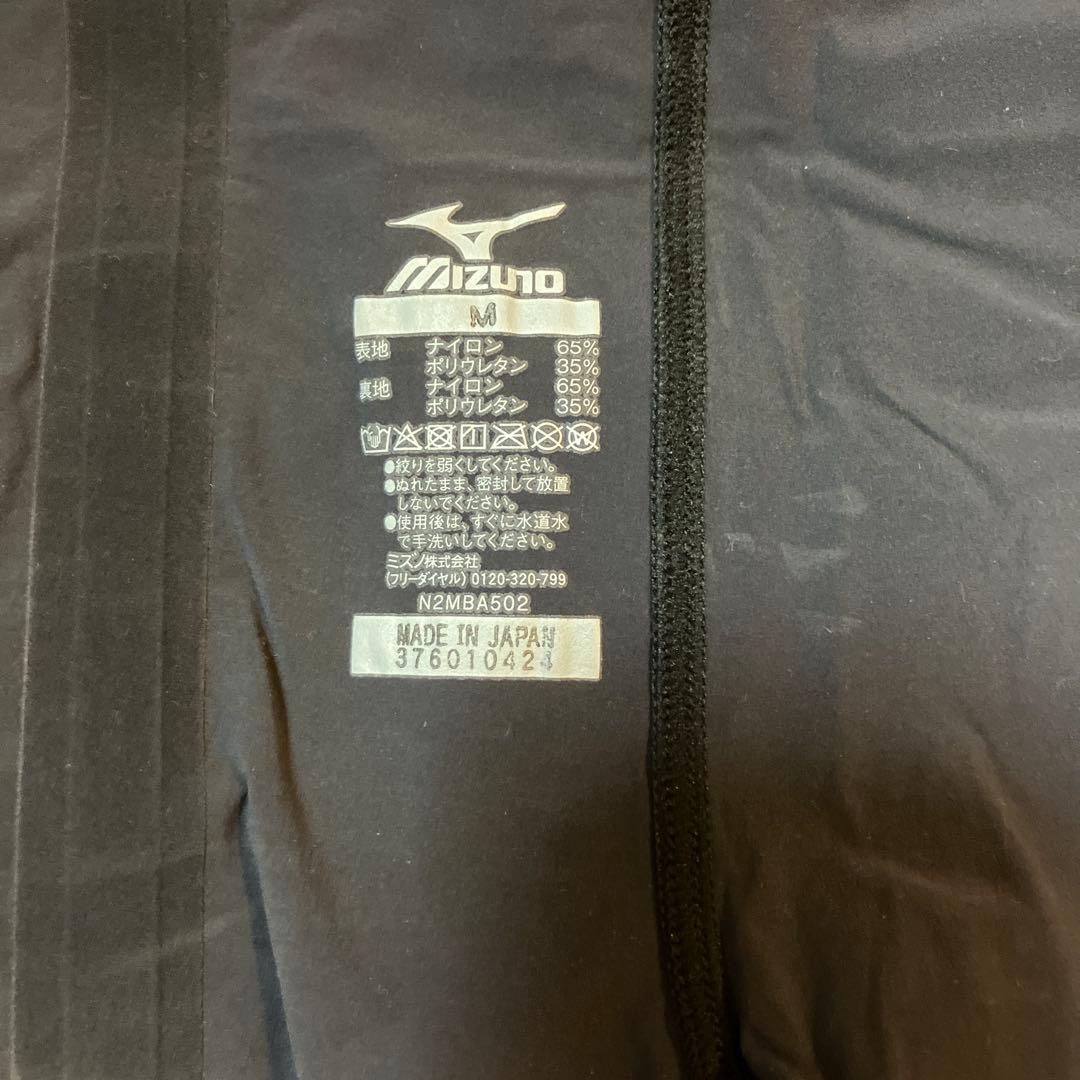 MIZUNO
M
表地 ナイロン 65%
ポリウレタン 35%
裏地 ナイロン 65%
ポリウレタン 35%
●絞りを弱くしてください。
●ぬれたまま、密封して放置
しないでください。
●使用後は、すぐに水道水
で手洗いしてください。
ミズノ株式会社
(フリーダイヤル) 0120-320-799
N2MBA502
MADE IN JAPAN
376010424